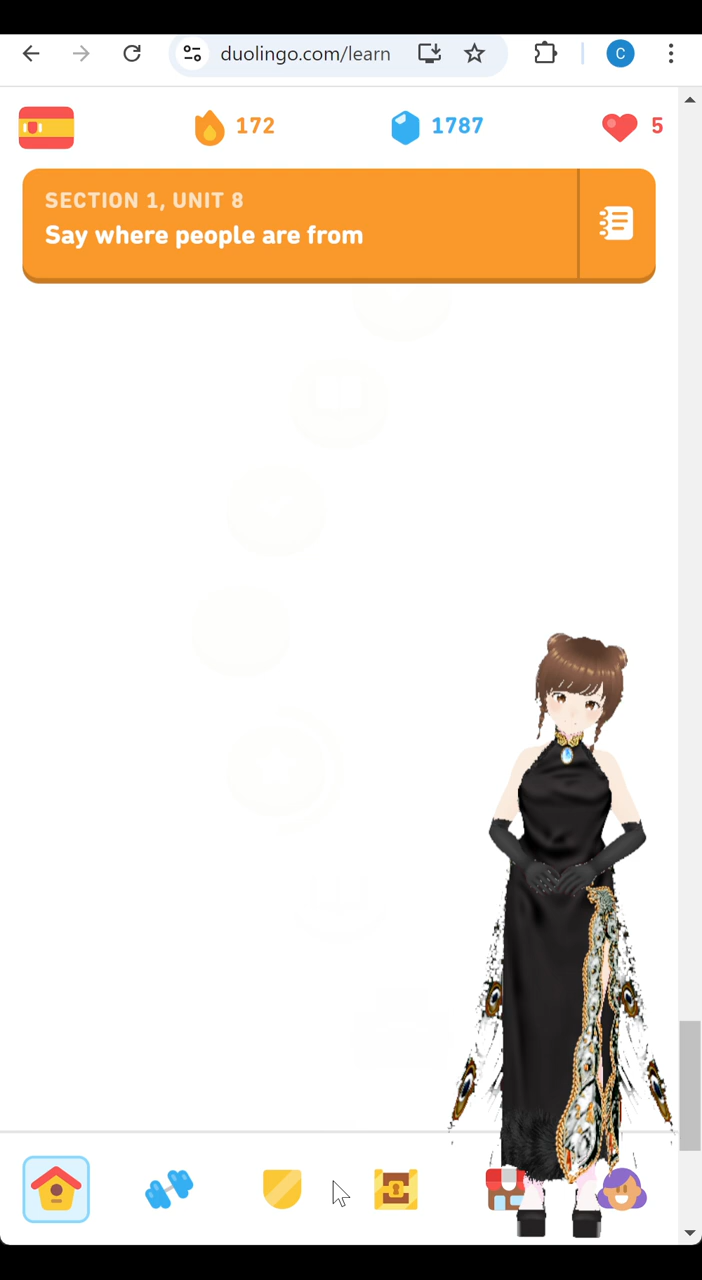 duolingo.com/learn
C
172
1787
5
SECTION 1, UNIT 8
Say where people are from